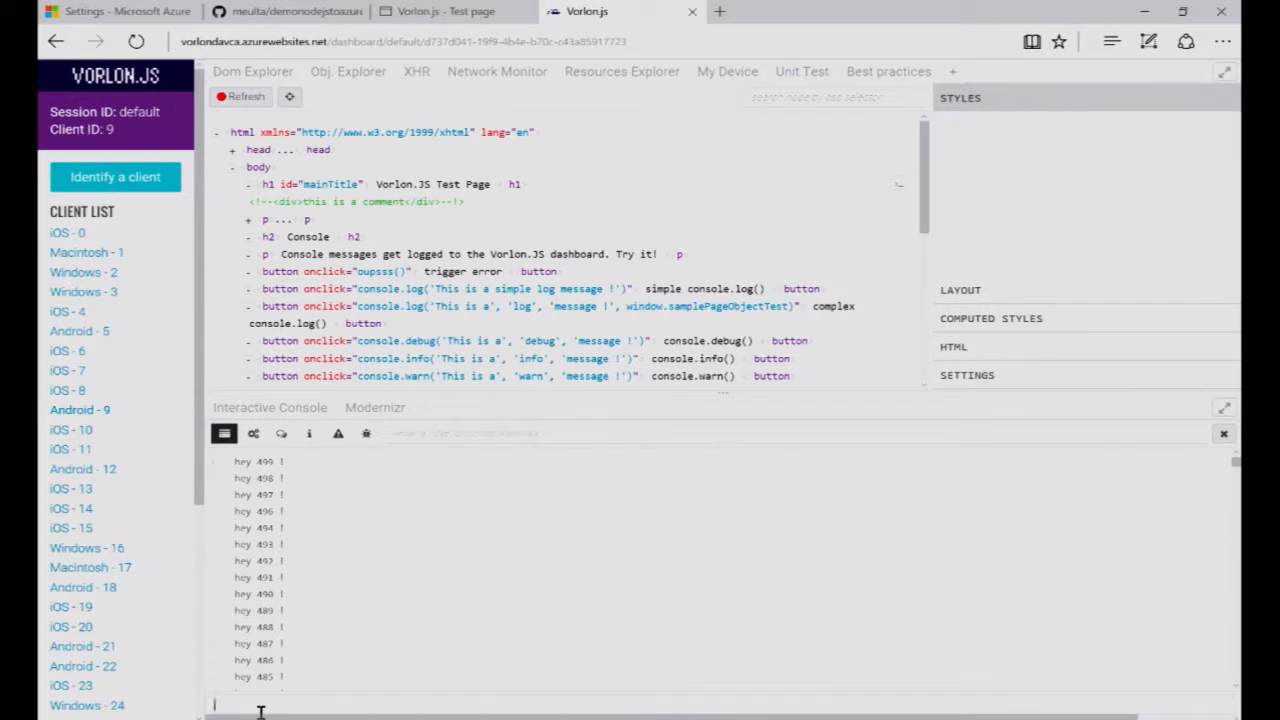 Settings - Microsoft Azure
meulta/demonodejstoazure
Vorlon.js - Test page
Vorlon.js
vorlondavca.azurewebsites.net/dashboard/default/d737d041-19f9-4b4e-b70c-c43a85917723
VORLON.JS
Session ID: default
Client ID: 9
Identify a client
CLIENT LIST
iOS - 0
Macintosh - 1
Windows - 2
Windows - 3
iOS - 4
Android - 5
iOS - 6
iOS - 7
iOS - 8
Android - 9
iOS - 10
iOS - 11
Android - 12
iOS - 13
iOS - 14
iOS - 15
Windows - 16
Macintosh - 17
Android - 18
iOS - 19
iOS - 20
Android - 21
Android - 22
iOS - 23
Windows - 24
Dom Explorer Obj. Explorer XHR Network Monitor Resources Explorer My Device Unit Test Best practices +
Refresh
search node by css selector
- html xmlns="http://www.w3.org/1999/xhtml" lang="en"
+ head ... head
- body
- h1 id="mainTitle" Vorlon.JS Test Page h1
<!--<div>this is a comment</div>--!>
+ p ... p
- h2 Console h2
- p Console messages get logged to the Vorlon.JS dashboard. Try it! p
- button onclick="oupsss()" trigger error button
- button onclick="console.log('This is a simple log message !')" simple console.log() button
- button onclick="console.log('This is a', 'log', 'message !', window.samplePageObjectTest)" complex
console.log() button
- button onclick="console.debug('This is a', 'debug', 'message !')" console.debug() button
- button onclick="console.info('This is a', 'info', 'message !')" console.info() button
- button onclick="console.warn('This is a', 'warn', 'message !')" console.warn() button
STYLES
LAYOUT
COMPUTED STYLES
HTML
SETTINGS
Interactive Console Modernizr
hey 499 !
hey 498 !
hey 497 !
hey 496 !
hey 494 !
hey 493 !
hey 492 !
hey 491 !
hey 490 !
hey 489 !
hey 488 !
hey 487 !
hey 486 !
hey 485 !